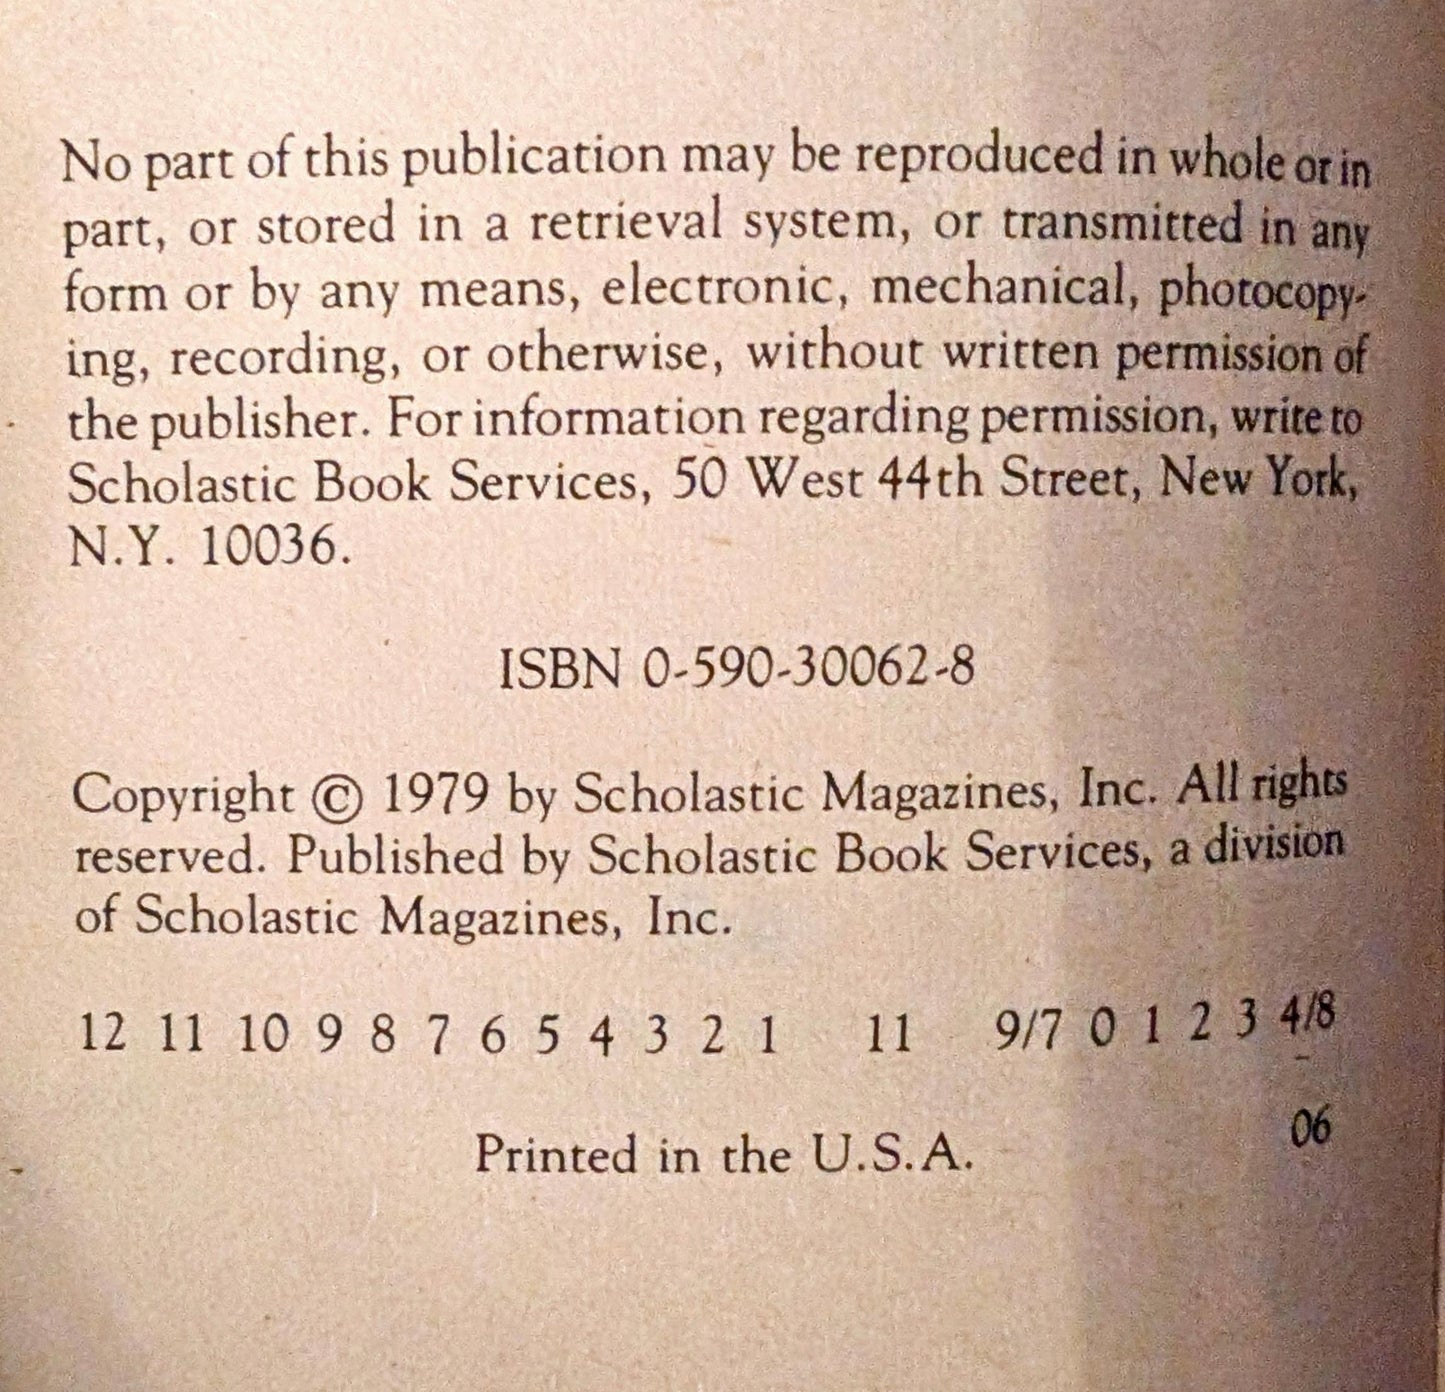 No part of this publication may be reproduced in whole or in
part, or stored in a retrieval system, or transmitted in any
form or by any means, electronic, mechanical, photocopy-
ing, recording, or otherwise, without written permission of
the publisher. For information regarding permission, write to
Scholastic Book Services, 50 West 44th Street, New York,
N.Y. 10036.
ISBN 0-590-30062-8
Copyright © 1979 by Scholastic Magazines, Inc. All rights
reserved. Published by Scholastic Book Services, a division
of Scholastic Magazines, Inc.
12 11 10 9 8 7 6 5 4 3 2 1 11 9/7 0 1 2 3 4/8
06
Printed in the U.S.A.